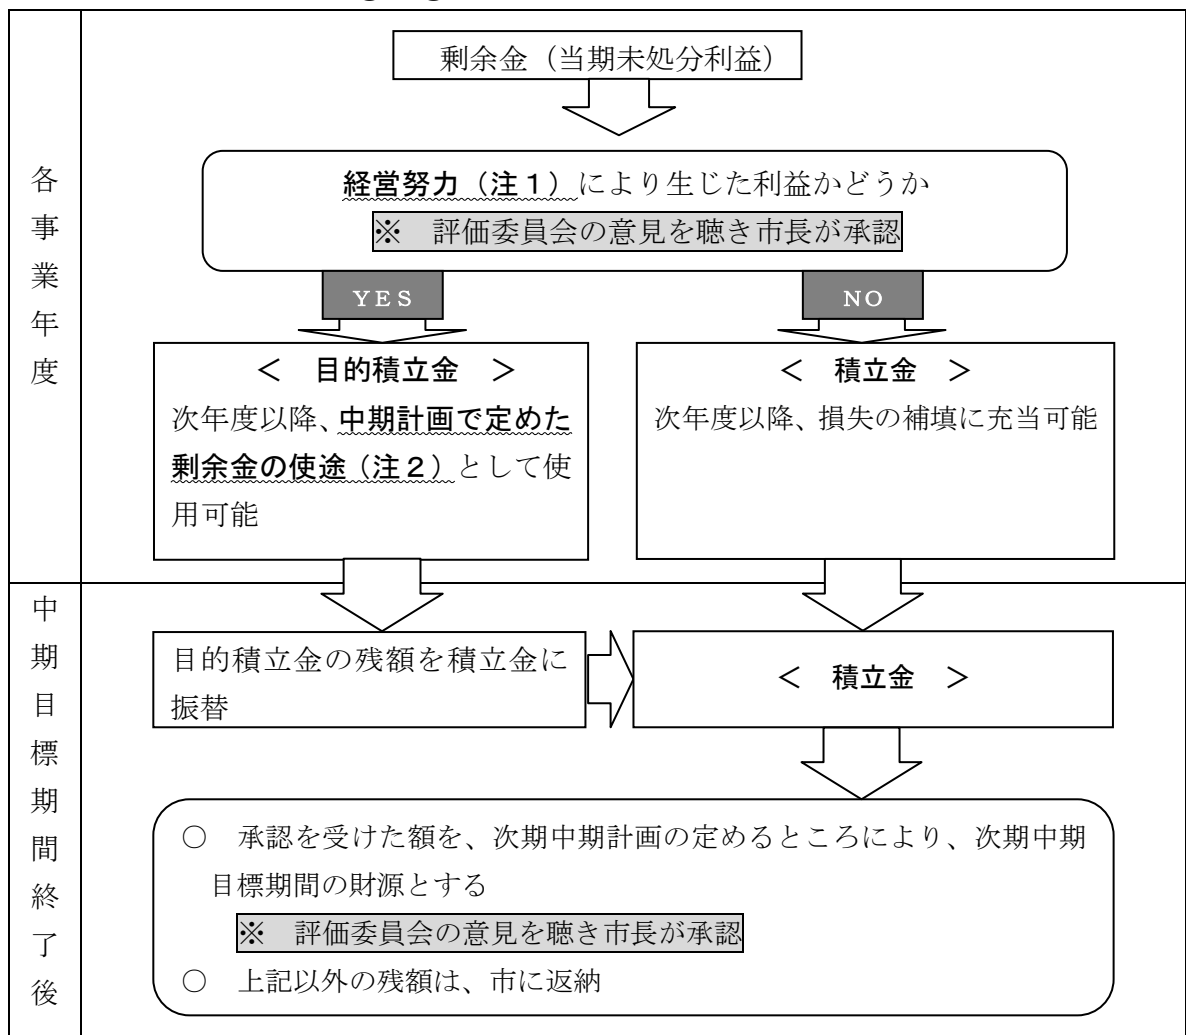 各事業年度
剰余金（当期未処分利益）
経営努力（注１）により生じた利益かどうか
※　評価委員会の意見を聴き市長が承認
ＹＥＳ
ＮＯ
＜　目的積立金　＞
次年度以降、中期計画で定めた
剰余金の使途（注２）として使
用可能
＜　積立金　＞
次年度以降、損失の補填に充当可能
中期目標期間終了後
目的積立金の残額を積立金に
振替
＜　積立金　＞
○　承認を受けた額を、次期中期計画の定めるところにより、次期中期
目標期間の財源とする
※　評価委員会の意見を聴き市長が承認
○　上記以外の残額は、市に返納